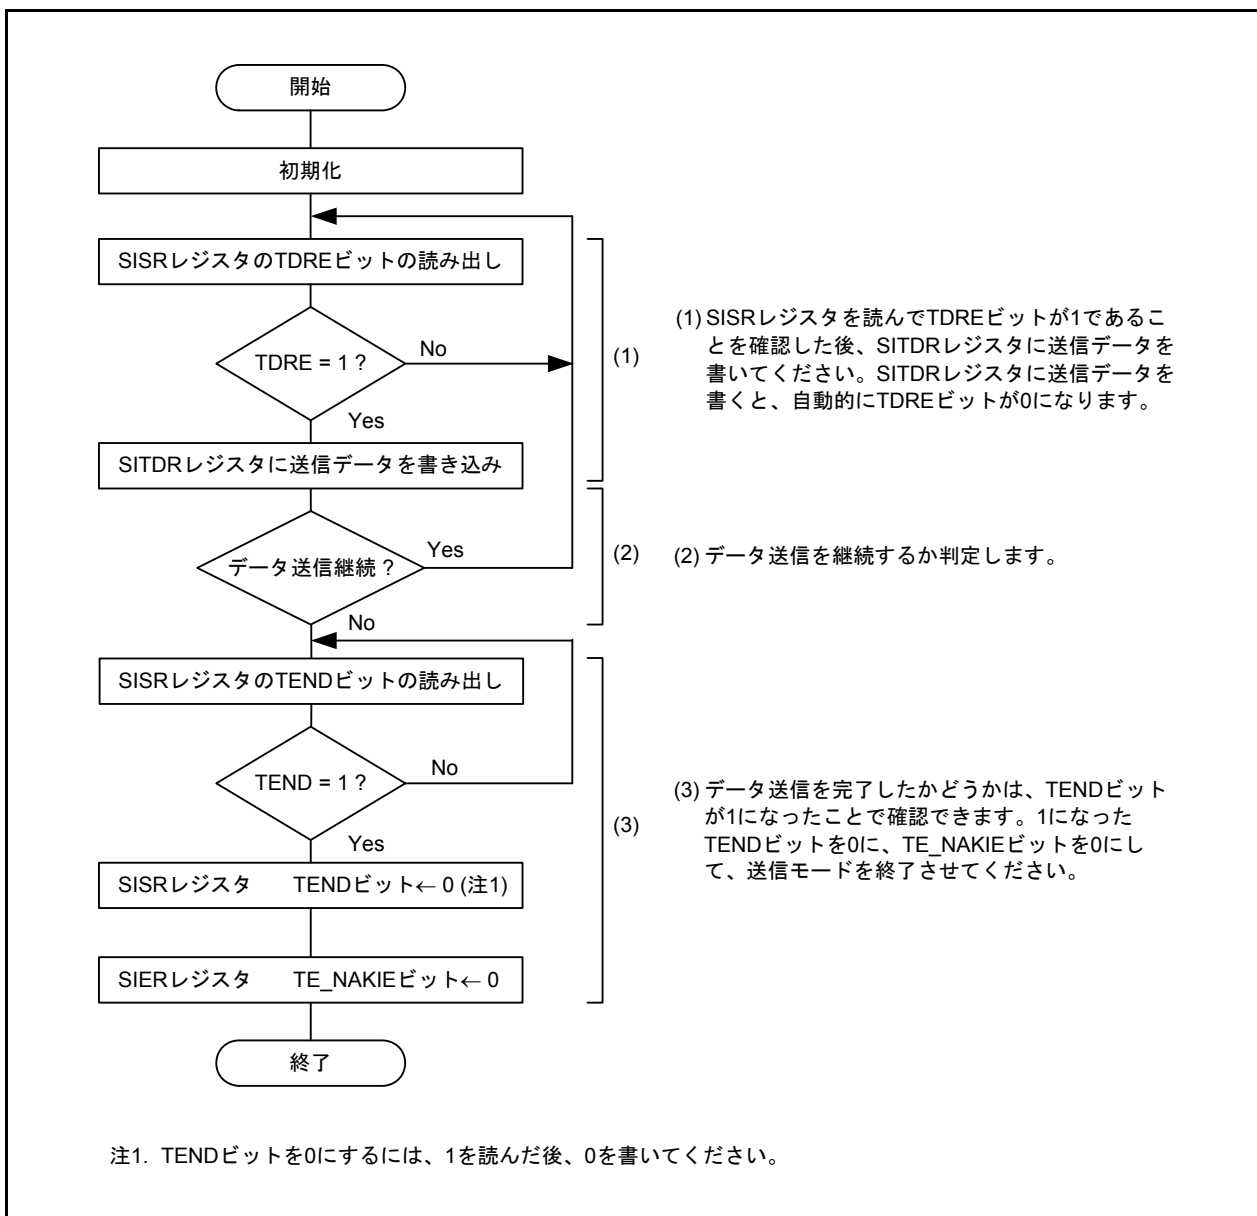 開始
初期化
SISRレジスタのTDREビットの読み出し
TDRE = 1 ?
No
Yes
SITDRレジスタに送信データを書き込み
(1)
(1) SISRレジスタを読んでTDREビットが1であるこ
とを確認した後、SITDRレジスタに送信データを
書いてください。SITDRレジスタに送信データを
書くと、自動的にTDREビットが0になります。
データ送信継続 ?
Yes
No
(2)
(2) データ送信を継続するか判定します。
SISRレジスタのTENDビットの読み出し
TEND = 1 ?
No
Yes
SISRレジスタ TENDビット← 0 (注1)
SIERレジスタ TE_NAKIEビット← 0
(3)
(3) データ送信を完了したかどうかは、TENDビット
が1になったことで確認できます。1になった
TENDビットを0に、TE_NAKIEビットを0にし
て、送信モードを終了させてください。
終了
注1. TENDビットを0にするには、1を読んだ後、0を書いてください。